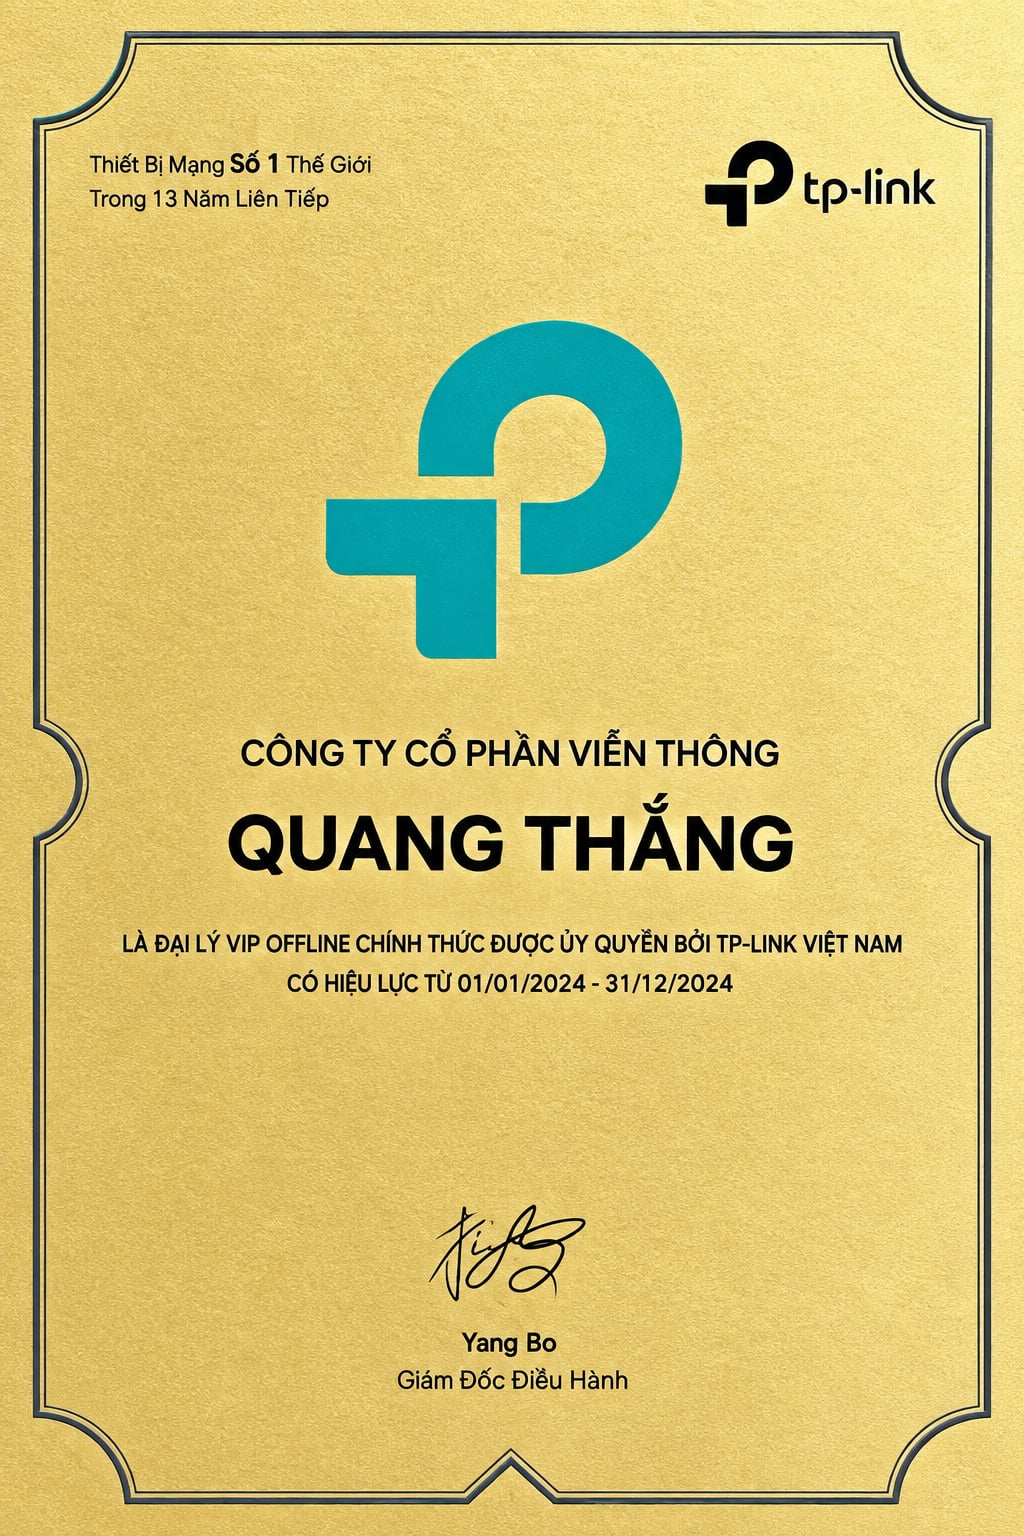 Thiết Bị Mạng Số 1 Thế Giới
Trong 13 Năm Liên Tiếp
tp-link
CÔNG TY CỔ PHẦN VIỄN THÔNG
QUANG THẮNG
LÀ ĐẠI LÝ VIP OFFLINE CHÍNH THỨC ĐƯỢC ỦY QUYỀN BỞI TP-LINK VIỆT NAM
CÓ HIỆU LỰC TỪ 01/01/2024 - 31/12/2024
Yang Bo
Giám Đốc Điều Hành